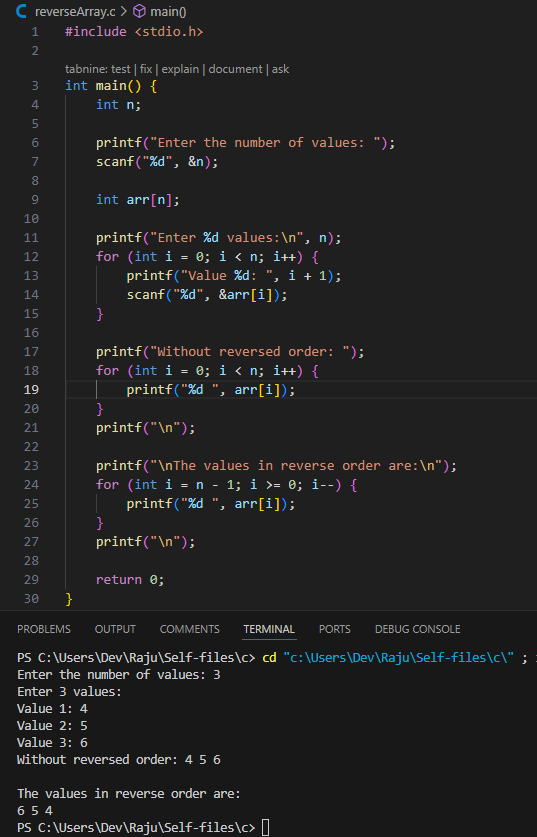 reverseArray.c > main()
1 #include <stdio.h>
2
tabnine: test | fix | explain | document | ask
3 int main() {
4     int n;
5
6     printf("Enter the number of values: ");
7     scanf("%d", &n);
8
9     int arr[n];
10
11     printf("Enter %d values:\n", n);
12     for (int i = 0; i < n; i++) {
13         printf("Value %d: ", i + 1);
14         scanf("%d", &arr[i]);
15     }
16
17     printf("Without reversed order: ");
18     for (int i = 0; i < n; i++) {
19         printf("%d ", arr[i]);
20     }
21     printf("\n");
22
23     printf("\nThe values in reverse order are:\n");
24     for (int i = n - 1; i >= 0; i--) {
25         printf("%d ", arr[i]);
26     }
27     printf("\n");
28
29     return 0;
30 }
PROBLEMS OUTPUT COMMENTS TERMINAL PORTS DEBUG CONSOLE
PS C:\Users\Dev\Raju\Self-files\c> cd "c:\Users\Dev\Raju\Self-files\c\" ;
Enter the number of values: 3
Enter 3 values:
Value 1: 4
Value 2: 5
Value 3: 6
Without reversed order: 4 5 6

The values in reverse order are:
6 5 4
PS C:\Users\Dev\Raju\Self-files\c>